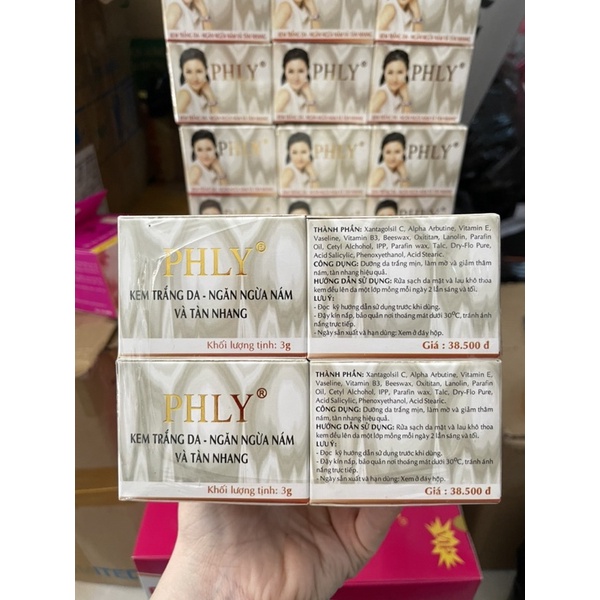 PHLY®
PHLY®
PHLY®
PHLY®
PHLY®
PHLY®
KEM TRẮNG DA - NGĂN NGỪA NÁM
VÀ TÀN NHANG
Khối lượng tịnh: 3g
THÀNH PHẦN: Xantagolsil C, Alpha Arbutine, Vitamin E,
Vaseline, Vitamin B3, Beeswax, Oxititan, Lanolin, Parafin
Oil, Cetyl Alchohol, IPP, Parafin wax, Talc, Dry-Flo Pure,
Acid Salicylic, Phenoxyethanol, Acid Stearic.
CÔNG DỤNG: Dưỡng da trắng mịn, làm mờ và giảm thâm
nám, tàn nhang hiệu quả.
HƯỚNG DẪN SỬ DỤNG: Rửa sạch da mặt và lau khô thoa
kem đều lên da một lớp mỏng mỗi ngày 2 lần sáng và tối.
LƯU Ý:
- Đọc kỹ hướng dẫn sử dụng trước khi dùng.
- Đậy kín nắp, bảo quản nơi thoáng mát dưới 30°C, tránh ánh
nắng trực tiếp.
- Ngày sản xuất và hạn dùng: Xem ở đáy hộp.
Giá : 38.500 đ
PHLY®
KEM TRẮNG DA - NGĂN NGỪA NÁM
VÀ TÀN NHANG
Khối lượng tịnh: 3g
THÀNH PHẦN: Xantagolsil C, Alpha Arbutine, Vitamin E,
Vaseline, Vitamin B3, Beeswax, Oxititan, Lanolin, Parafin
Oil, Cetyl Alchohol, IPP, Parafin wax, Talc, Dry-Flo Pure,
Acid Salicylic, Phenoxyethanol, Acid Stearic.
CÔNG DỤNG: Dưỡng da trắng mịn, làm mờ và giảm thâm
nám, tàn nhang hiệu quả.
HƯỚNG DẪN SỬ DỤNG: Rửa sạch da mặt và lau khô thoa
kem đều lên da một lớp mỏng mỗi ngày 2 lần sáng và tối.
LƯU Ý:
- Đọc kỹ hướng dẫn sử dụng trước khi dùng.
- Đậy kín nắp, bảo quản nơi thoáng mát dưới 30°C, tránh ánh
nắng trực tiếp.
- Ngày sản xuất và hạn dùng: Xem ở đáy hộp.
Giá : 38.500 đ